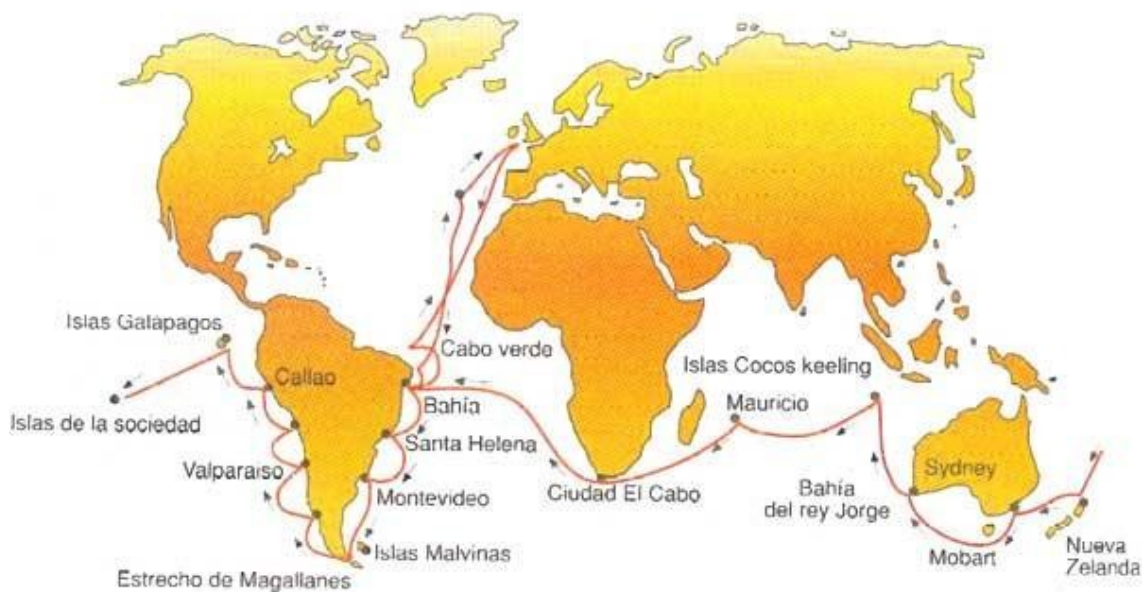 Islas Galápagos
Cabo verde
Islas Cocos keeling
Callao
Mauricio
Bahía
Islas de la sociedad
Santa Helena
Valparaiso
Sydney
Montevideo
Ciudad El Cabo
Bahía
del rey Jorge
Islas Malvinas
Mobart
Nueva
Zelanda
Estrecho de Magallanes